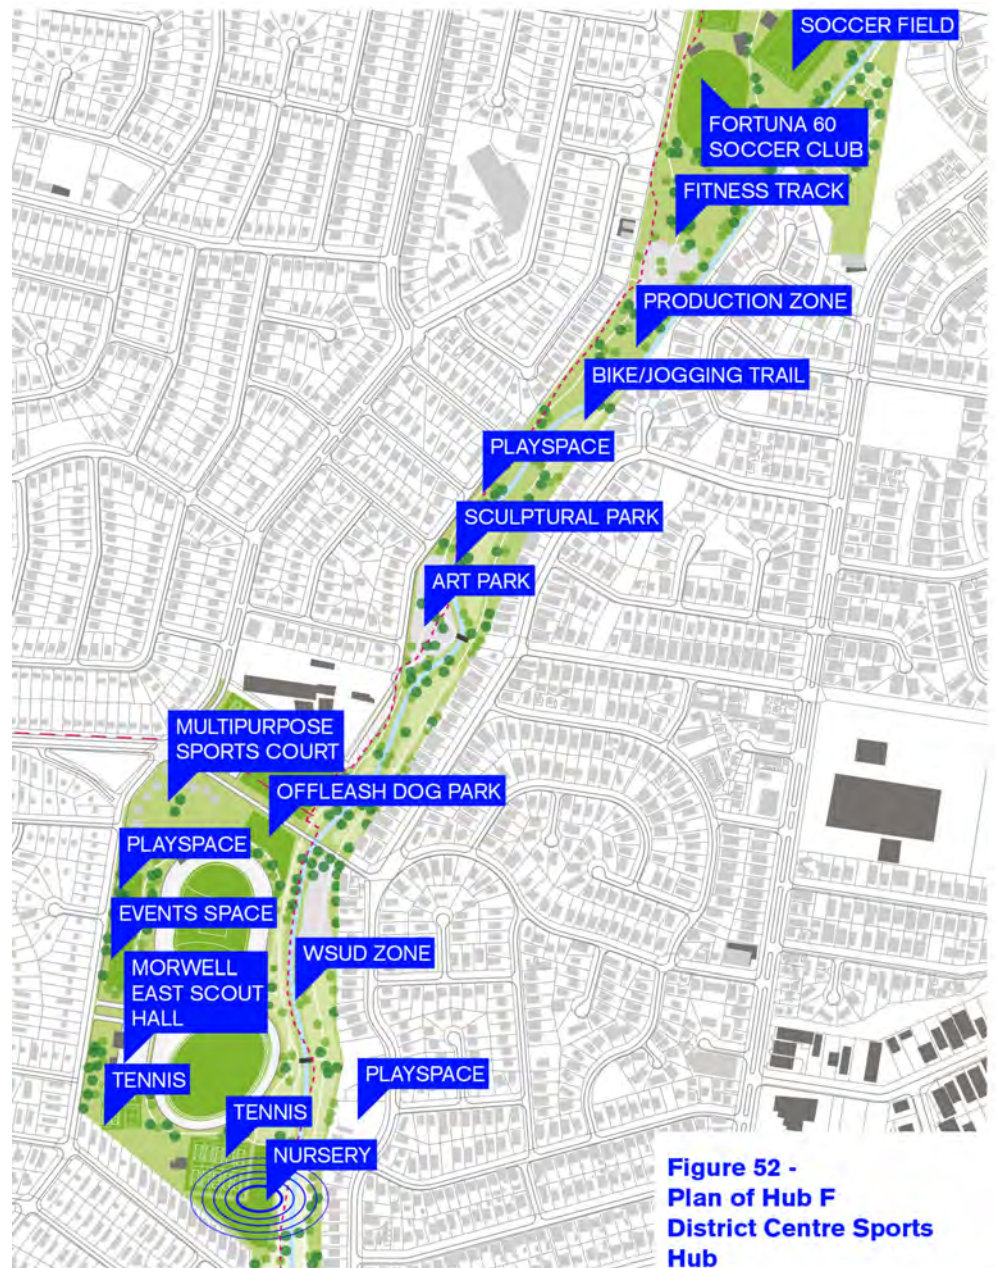 SOCCER FIELD
FORTUNA 60
SOCCER CLUB
FITNESS TRACK
PRODUCTION ZONE
BIKE/JOGGING TRAIL
PLAYSPACE
SCULPTURAL PARK
ART PARK
MULTIPURPOSE
SPORTS COURT
OFFLEASH DOG PARK
PLAYSPACE
EVENTS SPACE
WSUD ZONE
MORWELL
EAST SCOUT
HALL
TENNIS
PLAYSPACE
TENNIS
NURSERY
Figure 52 -
Plan of Hub F
District Centre Sports
Hub